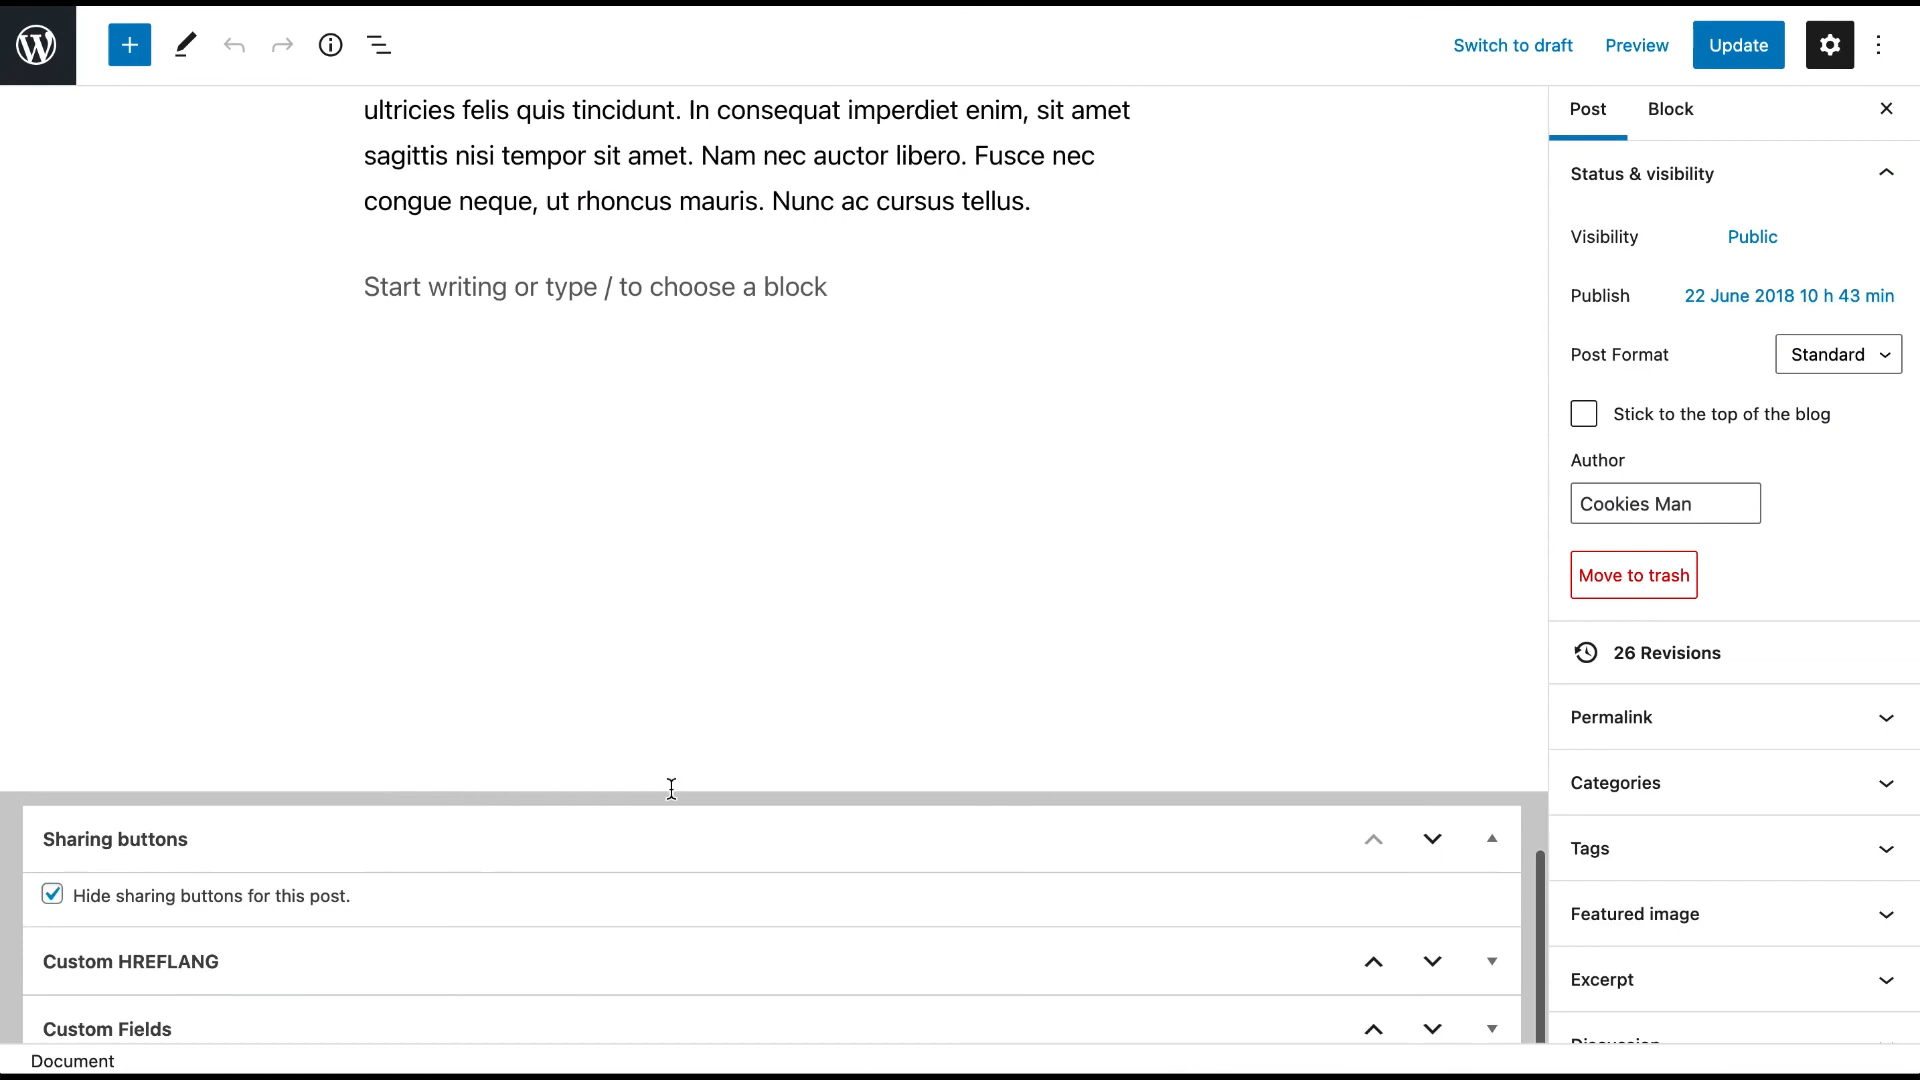 Switch to draft
Preview
Update
ultricies felis quis tincidunt. In consequat imperdiet enim, sit amet
sagittis nisi tempor sit amet. Nam nec auctor libero. Fusce nec
congue neque, ut rhoncus mauris. Nunc ac cursus tellus.
Start writing or type / to choose a block
Post
Block
Status & visibility
Visibility
Public
Publish
22 June 2018 10 h 43 min
Post Format
Standard
Stick to the top of the blog
Author
Cookies Man
Move to trash
26 Revisions
Permalink
Categories
Tags
Featured image
Excerpt
Sharing buttons
Hide sharing buttons for this post.
Custom HREFLANG
Custom Fields
Document